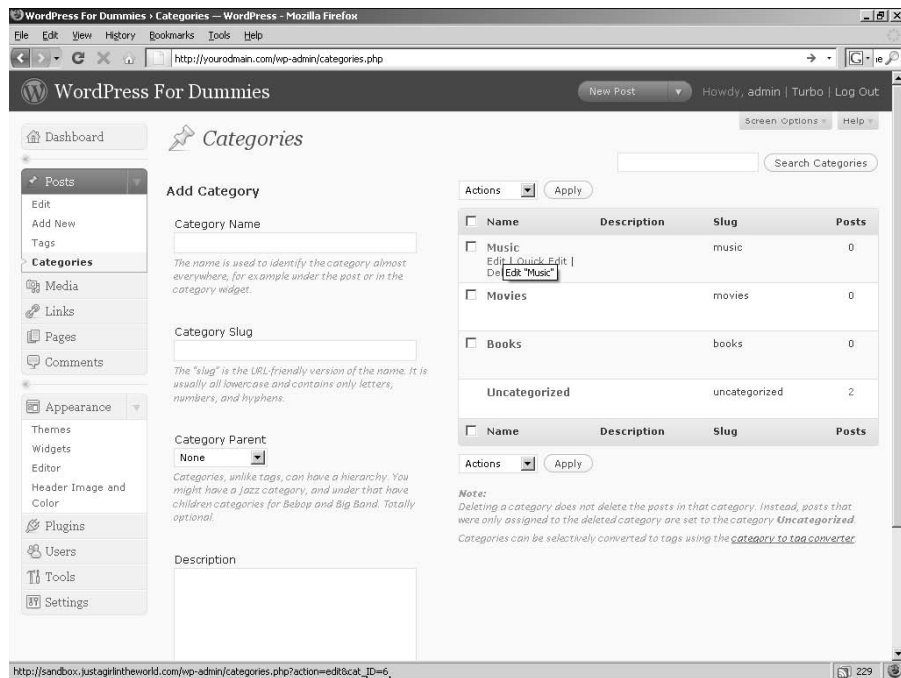 WordPress For Dummies › Categories — WordPress - Mozilla Firefox
File Edit View History Bookmarks Tools Help
http://yourodmain.com/wp-admin/categories.php
WordPress For Dummies
New Post
Howdy, admin | Turbo | Log Out
Screen Options
Help
Dashboard
Posts
Edit
Add New
Tags
Categories
Media
Links
Pages
Comments
Appearance
Themes
Widgets
Editor
Header Image and
Color
Plugins
Users
Tools
Settings
Categories
Search Categories
Add Category
Category Name
The name is used to identify the category almost
everywhere, for example under the post or in the
category widget.
Category Slug
The "slug" is the URL-friendly version of the name. It is
usually all lowercase and contains only letters,
numbers, and hyphens.
Category Parent
None
Categories, unlike tags, can have a hierarchy. You
might have a Jazz category, and under that have
children categories for Bebop and Big Band. Totally
optional.
Description
Actions Apply
Name Description Slug Posts
Music music 0
Edit | Quick Edit |
Del
Edit "Music"
Movies movies 0
Books books 0
Uncategorized uncategorized 2
Name Description Slug Posts
Actions Apply
Note:
Deleting a category does not delete the posts in that category. Instead, posts that
were only assigned to the deleted category are set to the category Uncategorized.
Categories can be selectively converted to tags using the category to tag converter.
http://sandbox.justagirlintheworld.com/wp-admin/categories.php?action=edit&cat_ID=6
229